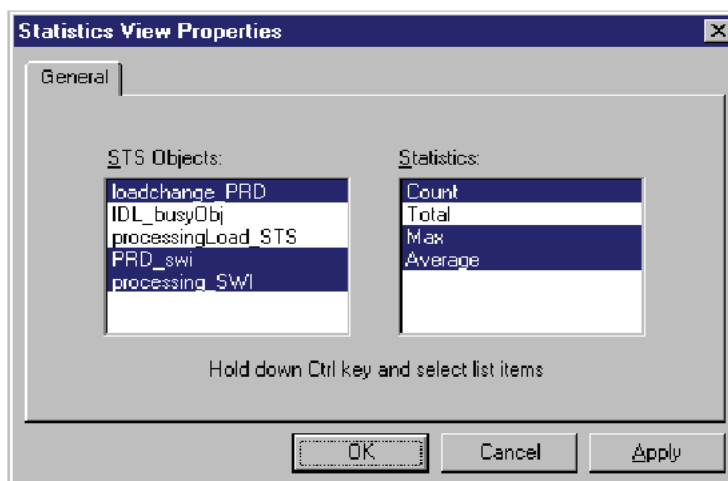 Statistics View Properties
General
STS Objects:
Statistics:
loadchange_PRD
IDL_busyObj
processingLoad_STS
PRD_swi
processing_SWI
Count
Total
Max
Average
Hold down Ctrl key and select list items
OK
Cancel
Apply